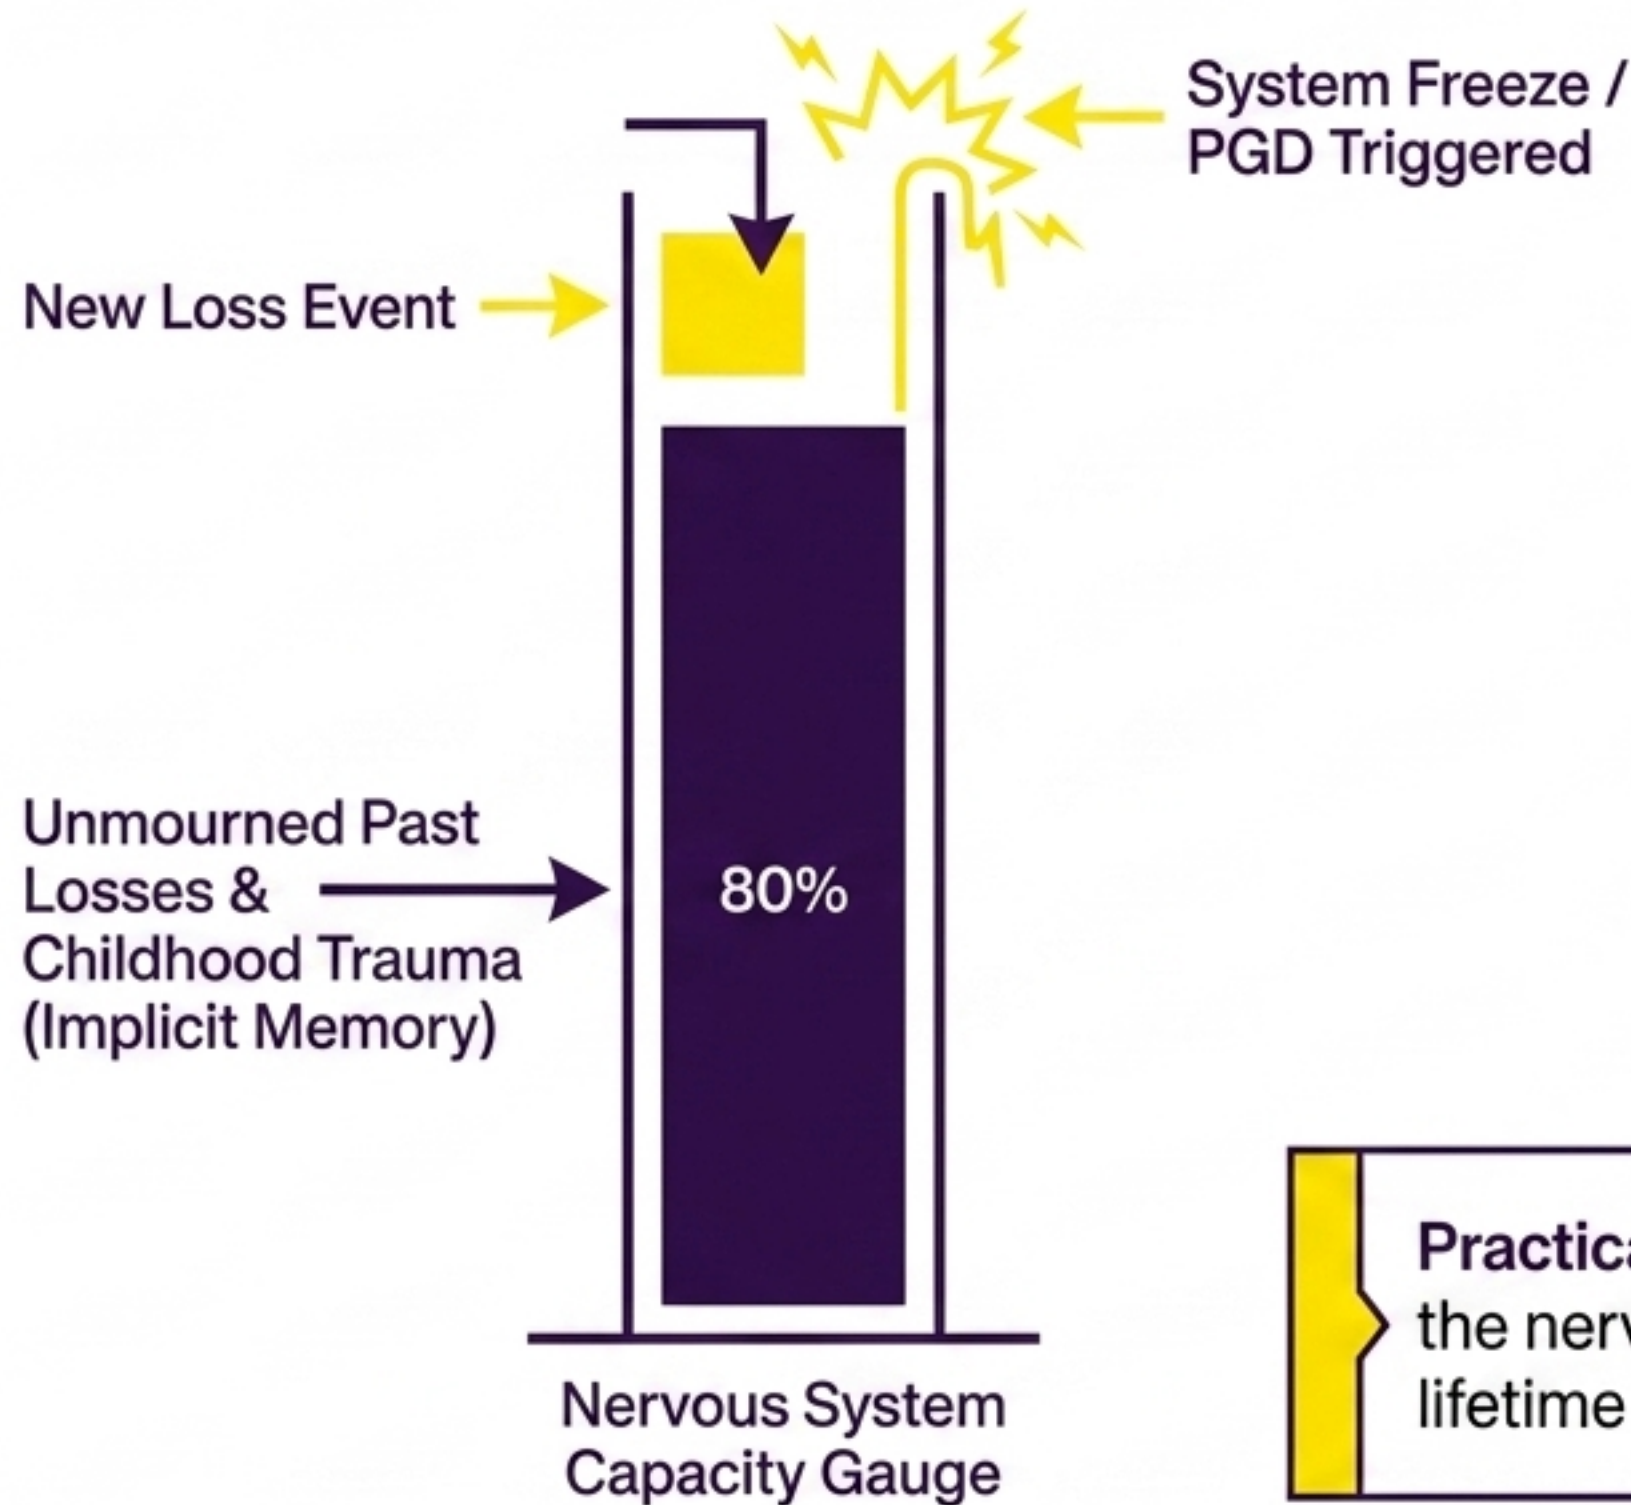 System Freeze /
PGD Triggered
New Loss Event
Unmourned Past
Losses &
Childhood Trauma
(Implicit Memory)
80%
Nervous System
Capacity Gauge
the
lifetime